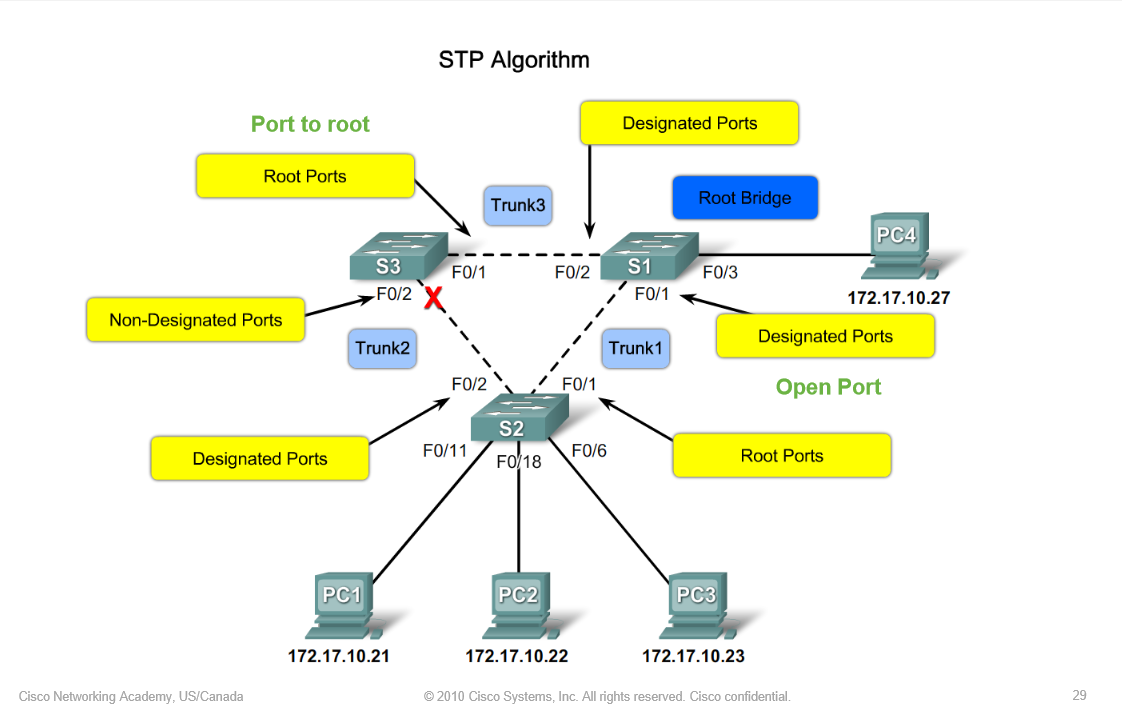 STP Algorithm
Port to root
Designated Ports
Root Ports
Trunk3
Root Bridge
PC4
S3
S1
F0/1
F0/2
F0/3
F0/2
X
F0/1
172.17.10.27
Non-Designated Ports
Trunk2
Trunk1
Designated Ports
Open Port
F0/2
F0/1
S2
Designated Ports
F0/11
F0/18
F0/6
Root Ports
PC1
PC2
PC3
172.17.10.21
172.17.10.22
172.17.10.23
Cisco Networking Academy, US/Canada
© 2010 Cisco Systems, Inc. All rights reserved. Cisco confidential.
29